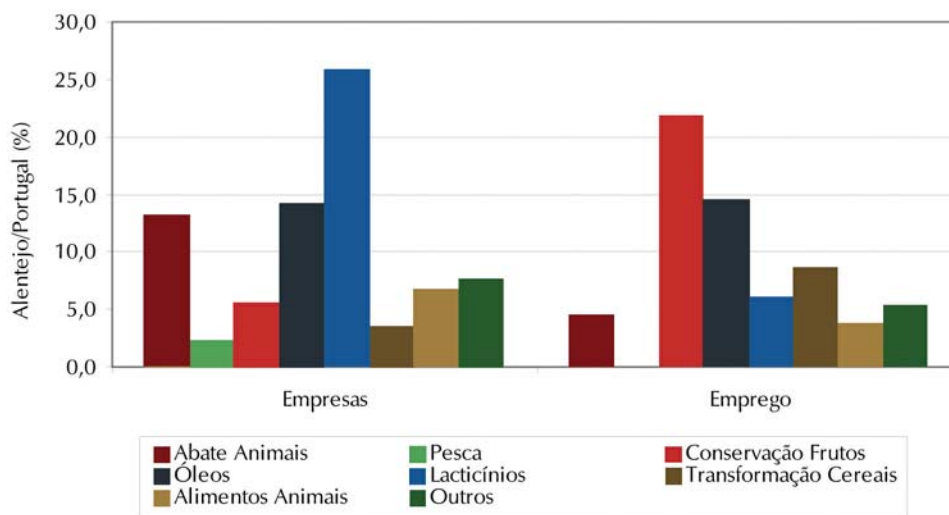 30,0
25,0
20,0
15,0
10,0
5,0
0,0
Alentejo/Portugal (%)
Empresas Emprego
Abate Animais Pesca Conservação Frutos
Óleos Lacticínios Transformação Cereais
Alimentos Animais Outros